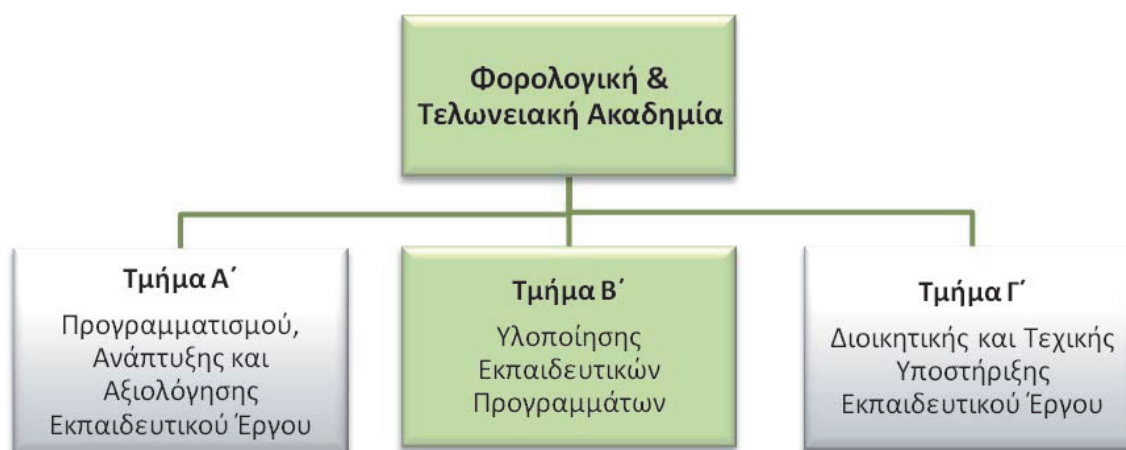 Φορολογική &
Τελωνειακή Ακαδημία
Τμήμα Α΄
Προγραμματισμού,
Ανάπτυξης και
Αξιολόγησης
Εκπαιδευτικού Έργου
Τμήμα Β΄
Υλοποίησης
Εκπαιδευτικών
Προγραμμάτων
Τμήμα Γ΄
Διοικητικής και Τεχικής
Υποστήριξης
Εκπαιδευτικού Έργου